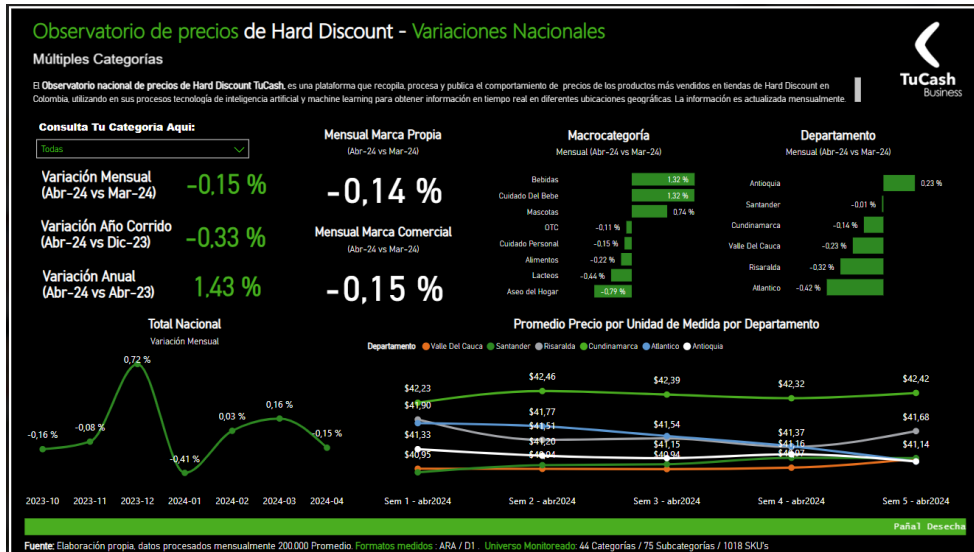 Observatorio de precios de Hard Discount - Variaciones Nacionales
Múltiples Categorías
El Observatorio nacional de precios de Hard Discount TuCash, es una plataforma que recopila, procesa y publica el comportamiento de precios de los productos más vendidos en tiendas de Hard Discount en
Colombia, utilizando en sus procesos tecnología de inteligencia artificial y machine learning para obtener información en tiempo real en diferentes ubicaciones geográficas. La información es actualizada mensualmente.
TuCash
Business
Consulta Tu Categoria Aqui:
Todas
Variación Mensual
(Abr-24 vs Mar-24)
-0,15 %
Variación Año Corrido
(Abr-24 vs Dic-23)
-0,33 %
Variación Anual
(Abr-24 vs Abr-23)
1,43 %
Mensual Marca Propia
(Abr-24 vs Mar-24)
-0,14 %
Mensual Marca Comercial
(Abr-24 vs Mar-24)
-0,15 %
Macrocategoría
Mensual (Abr-24 vs Mar-24)
Bebidas 1,32 %
Cuidado Del Bebe 1,32 %
Mascotas 0,74 %
OTC -0,11 %
Cuidado Personal -0,15 %
Alimentos -0,22 %
Lacteos -0,44 %
Aseo del Hogar -0,79 %
Departamento
Mensual (Abr-24 vs Mar-24)
Antioquia 0,23 %
Santander -0,01 %
Cundinamarca -0,14 %
Valle Del Cauca -0,23 %
Risaralda -0,32 %
Atlantico -0,42 %
Total Nacional
Variación Mensual
-0,16 %
-0,08 %
0,72 %
-0,41 %
0,03 %
0,16 %
-0,15 %
2023-10 2023-11 2023-12 2024-01 2024-02 2024-03 2024-04
Promedio Precio por Unidad de Medida por Departamento
Departamento Valle Del Cauca Santander Risaralda Cundinamarca Atlantico Antioquia
$42,23 $42,46 $42,39 $42,32 $42,42
$41,90 $41,77 $41,54 $41,37 $41,68
$41,33 $41,51 $41,15 $41,16 $41,14
$40,95 $41,20 $40,94
Sem 1 - abr2024 Sem 2 - abr2024 Sem 3 - abr2024 Sem 4 - abr2024 Sem 5 - abr2024
Pañal Desecha
Fuente: Elaboración propia, datos procesados mensualmente 200.000 Promedio. Formatos medidos : ARA / D1 . Universo Monitoreado: 44 Categorías / 75 Subcategorías / 1018 SKU's